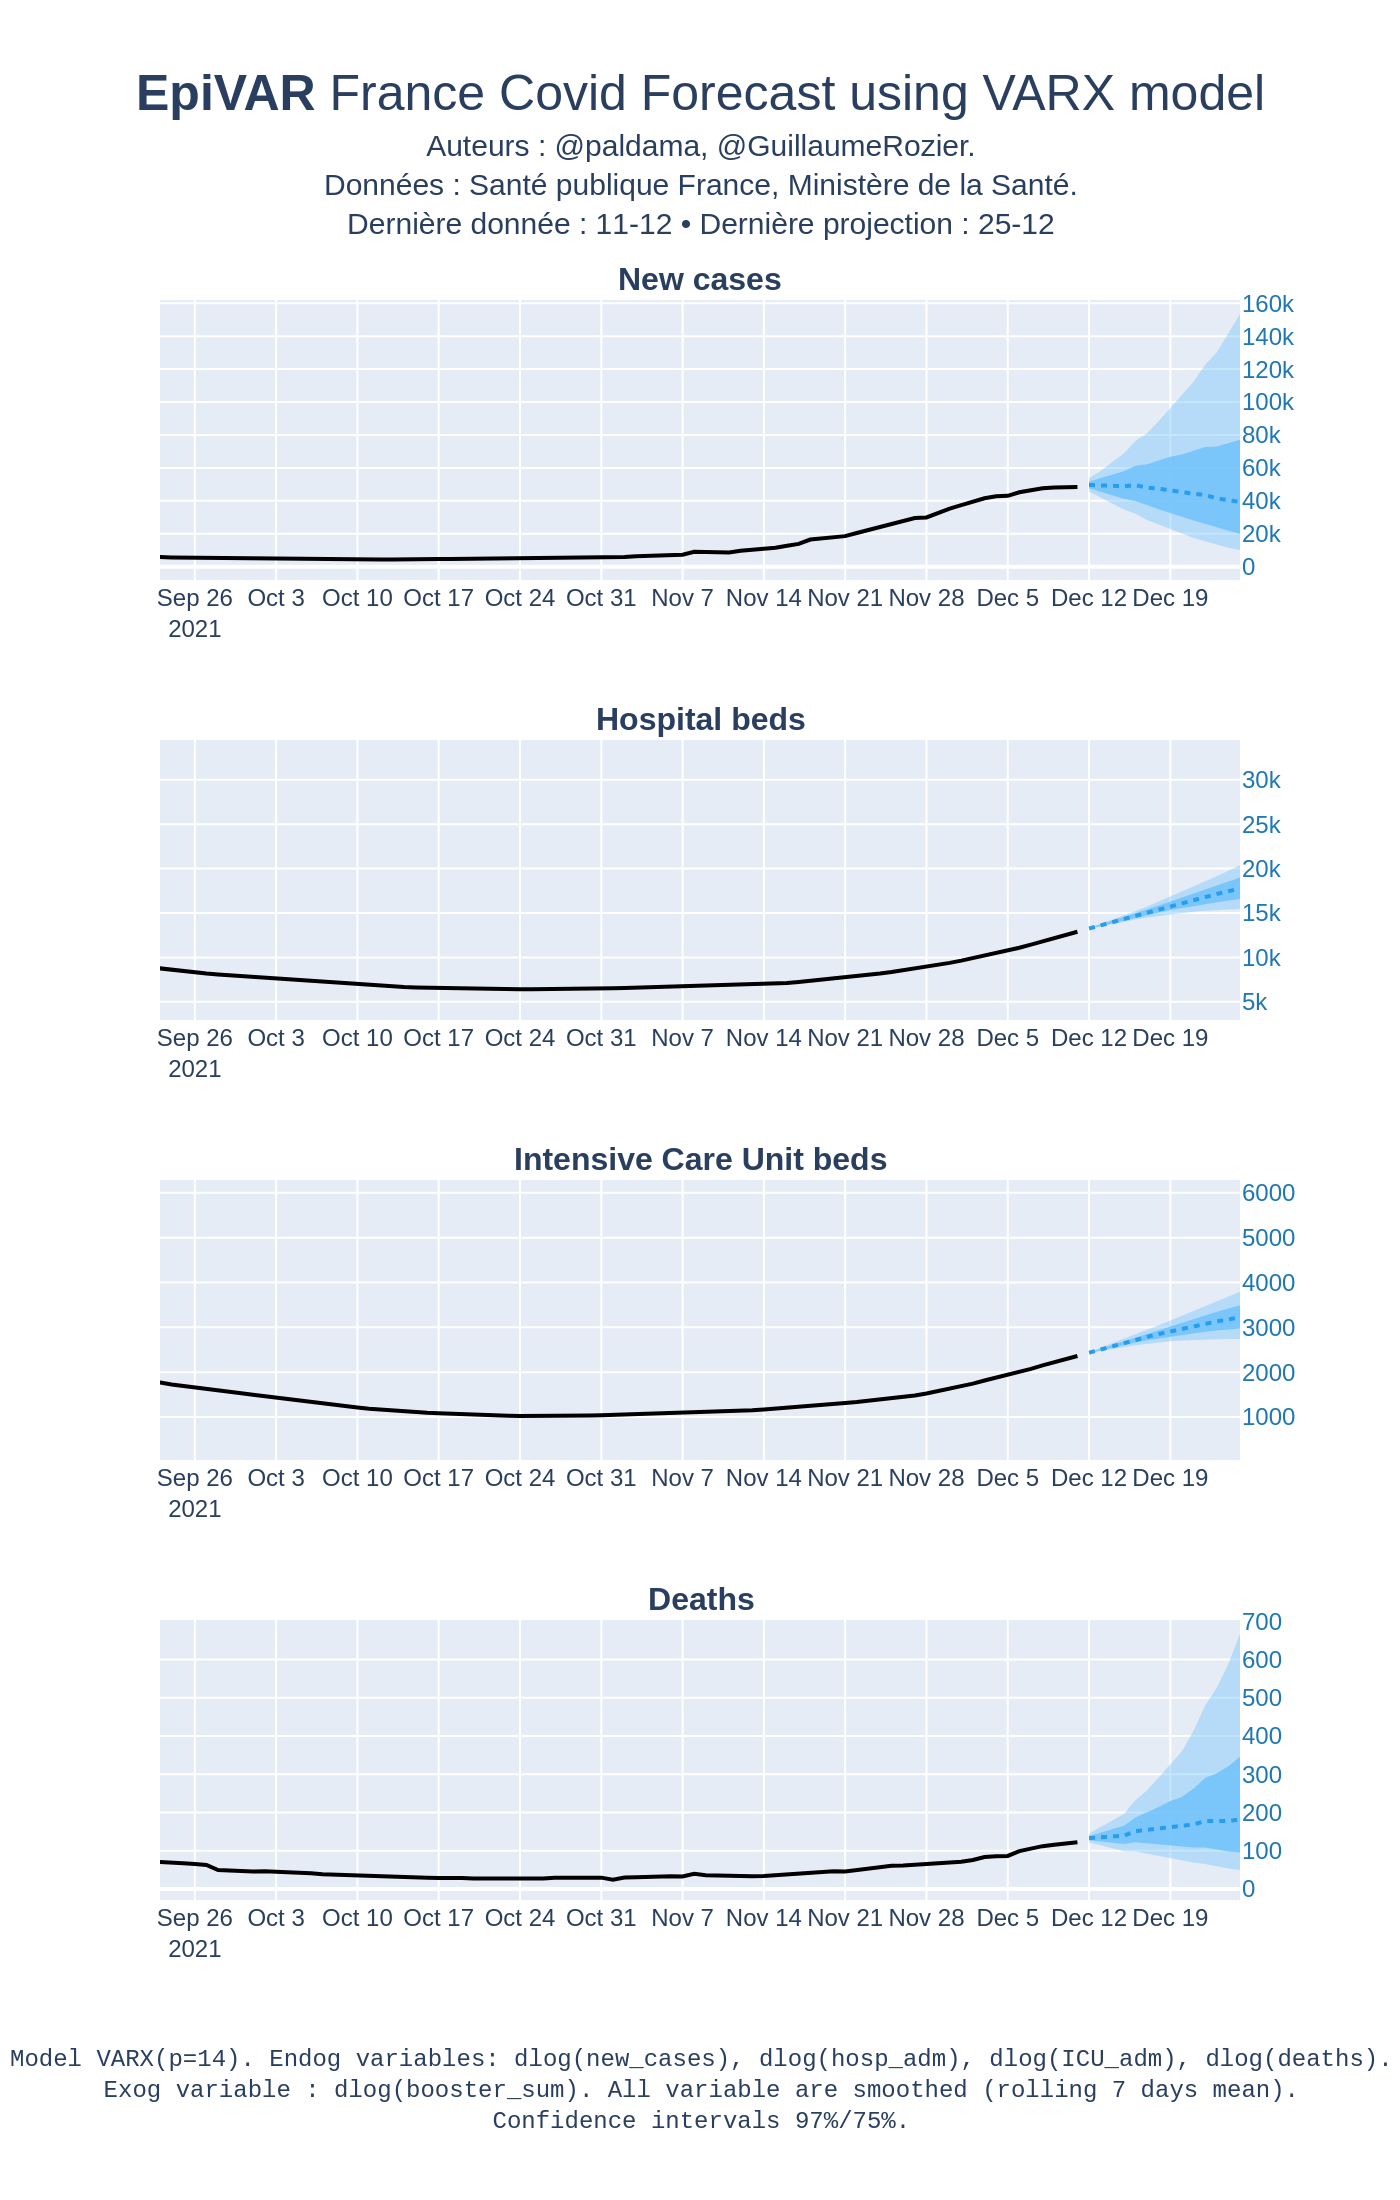 EpiVAR France Covid Forecast using VARX model
Auteurs : @paldama, @GuillaumeRozier.
Données : Santé publique France, Ministère de la Santé.
Dernière donnée : 11-12 • Dernière projection : 25-12
New cases
160k
140k
120k
100k
80k
60k
40k
20k
0
Sep 26 Oct 3 Oct 10 Oct 17 Oct 24 Oct 31 Nov 7 Nov 14 Nov 21 Nov 28 Dec 5 Dec 12 Dec 19
2021
Hospital beds
30k
25k
20k
15k
10k
5k
Sep 26 Oct 3 Oct 10 Oct 17 Oct 24 Oct 31 Nov 7 Nov 14 Nov 21 Nov 28 Dec 5 Dec 12 Dec 19
2021
Intensive Care Unit beds
6000
5000
4000
3000
2000
1000
Sep 26 Oct 3 Oct 10 Oct 17 Oct 24 Oct 31 Nov 7 Nov 14 Nov 21 Nov 28 Dec 5 Dec 12 Dec 19
2021
Deaths
700
600
500
400
300
200
100
0
Sep 26 Oct 3 Oct 10 Oct 17 Oct 24 Oct 31 Nov 7 Nov 14 Nov 21 Nov 28 Dec 5 Dec 12 Dec 19
2021
Model VARX(p=14). Endog variables: dlog(new_cases), dlog(hosp_adm), dlog(ICU_adm), dlog(deaths).
Exog variable : dlog(booster_sum). All variable are smoothed (rolling 7 days mean).
Confidence intervals 97%/75%.